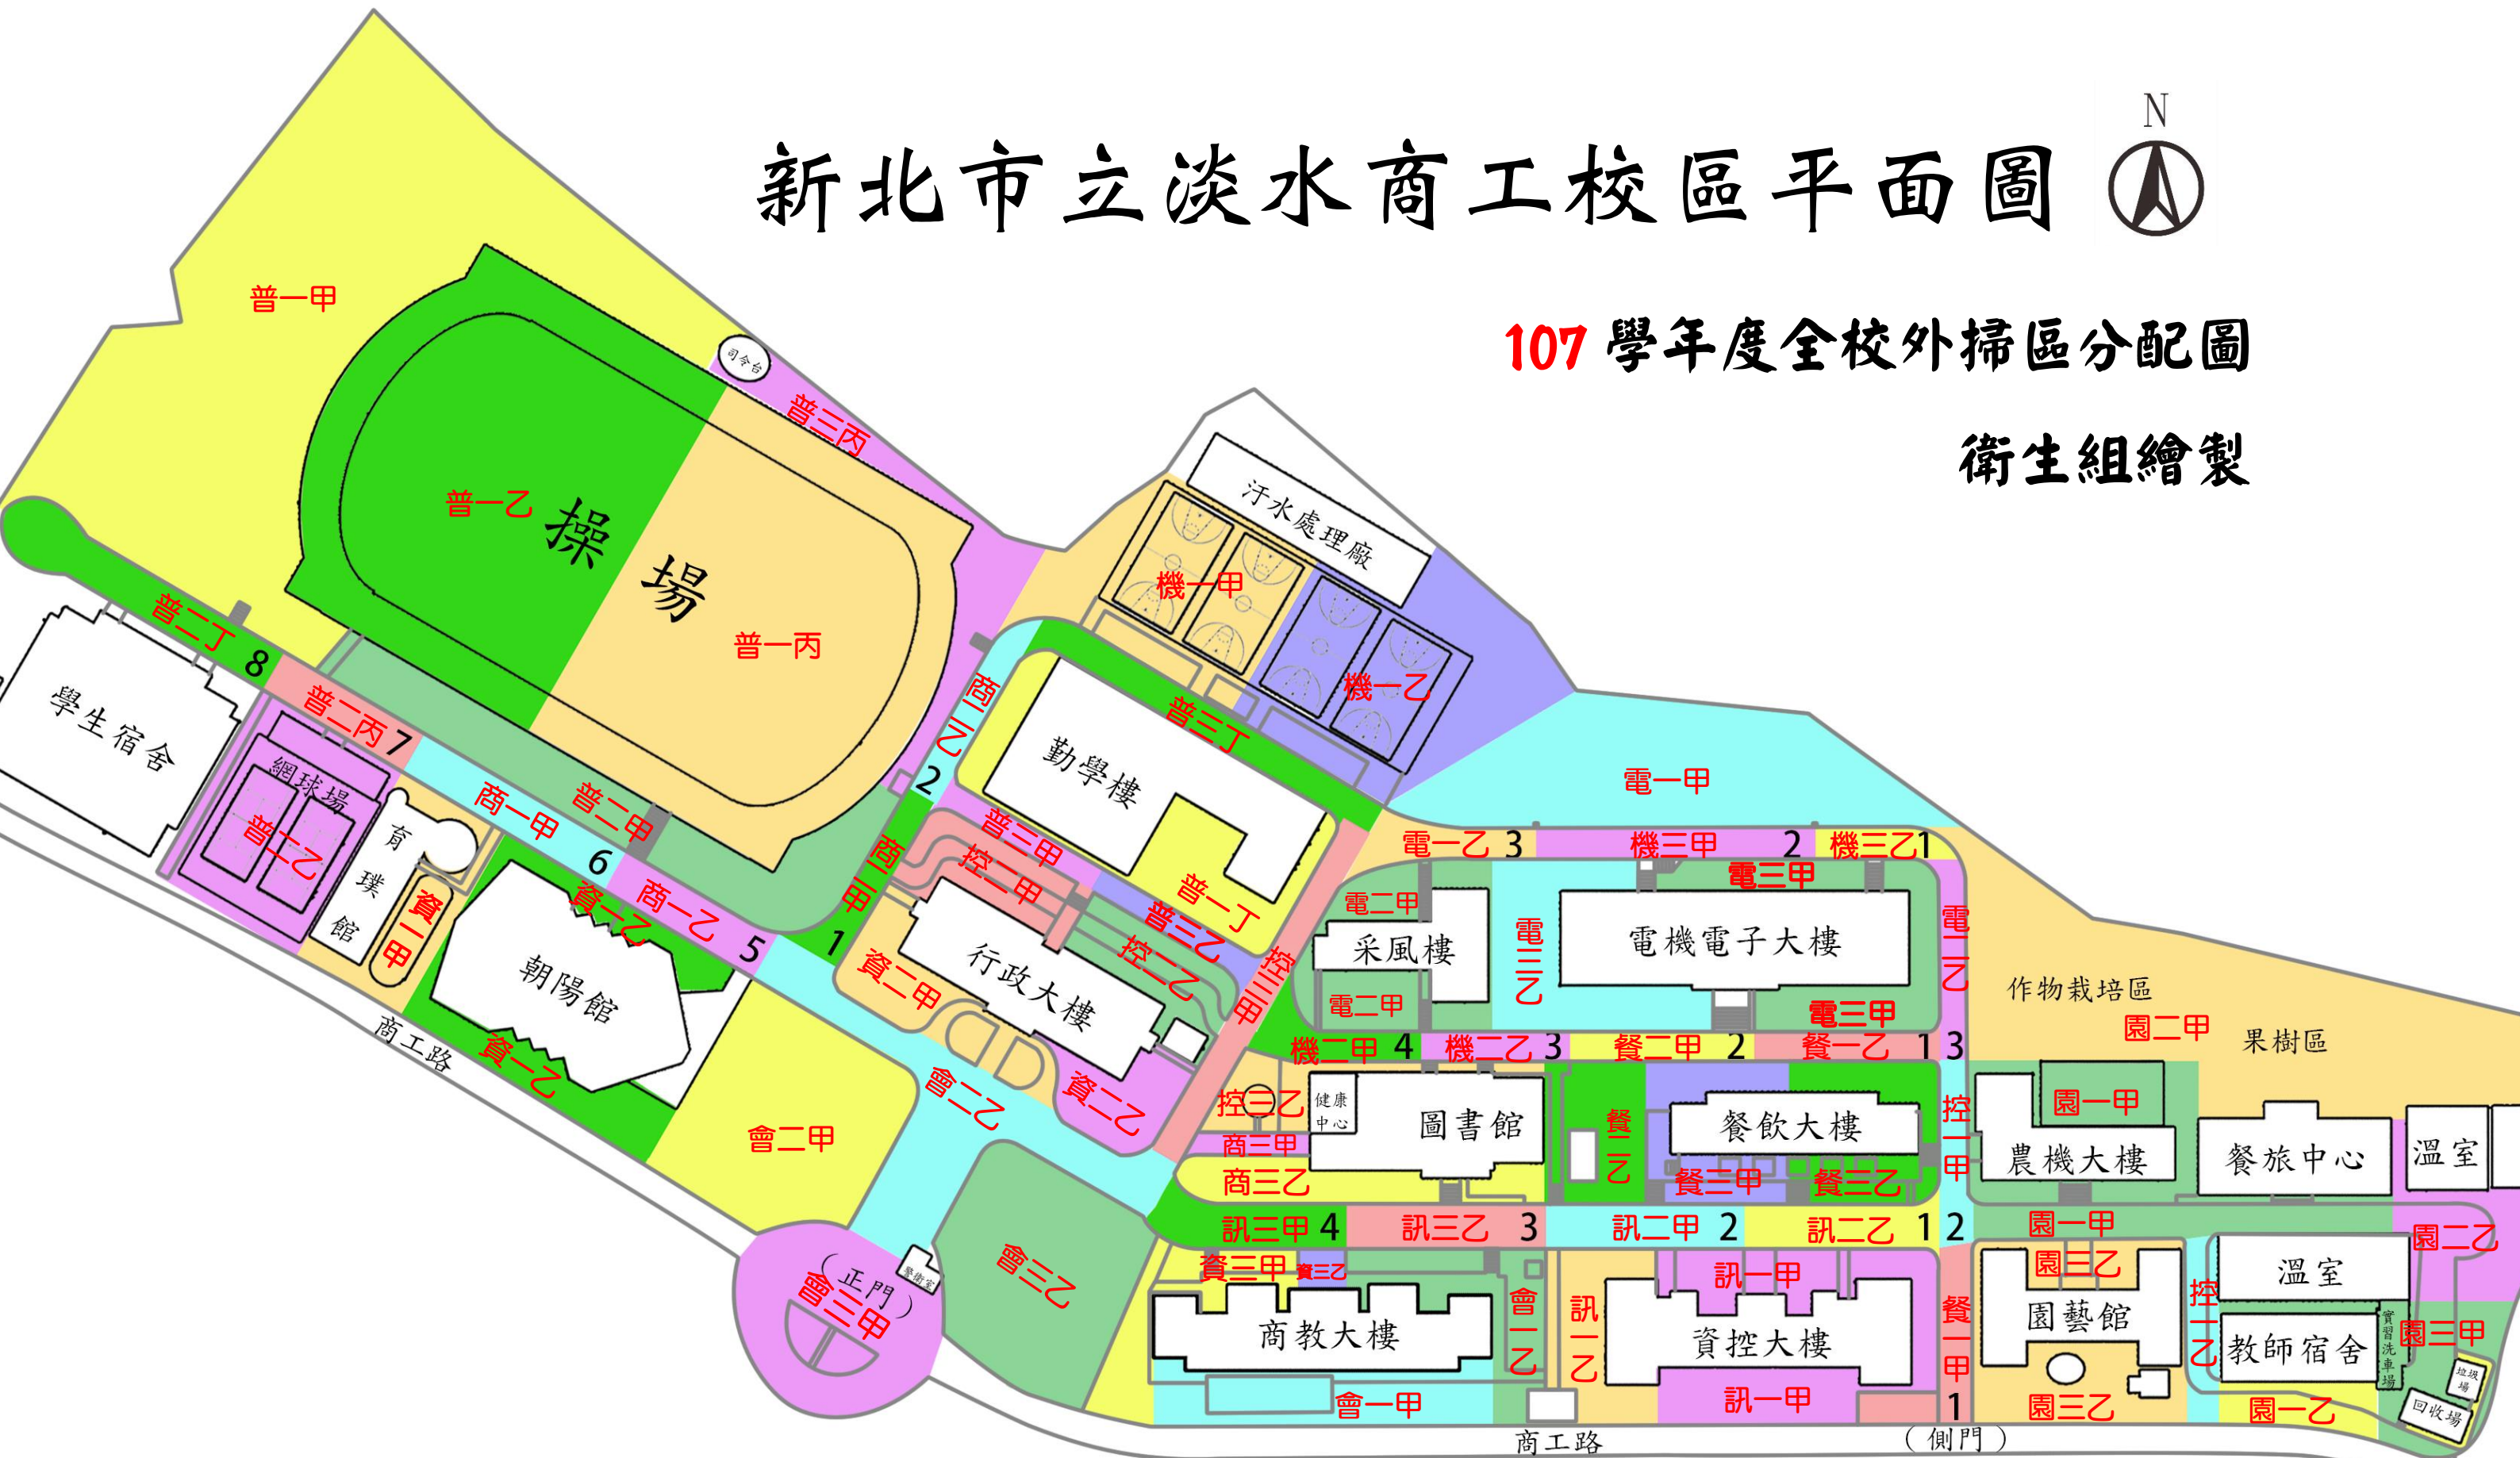 N
新北市立淡水商工校區平面圖
107 學年度全校外掃區分配圖
衛生組繪製
普一甲
司令台
普三丙
普一乙
操場
普一丙
汙水處理廠
機一甲
機一乙
普二丁
8
學生宿舍
普二丙
7
網球場
普二乙
育璞館
資一甲
商一甲
6
普二甲
商一乙
5
資一乙
朝陽館
資一乙
商工路
商二乙
2
商二甲
1
普三丁
勤學樓
普三甲
控二甲
普一丁
普三乙
控二乙
控三甲
行政大樓
資二甲
資二乙
會二乙
會二甲
會三乙
警衛室
(正門)
會三甲
電一甲
電一乙
3
機三甲
2
機三乙
1
電二甲
采風樓
電二甲
電三乙
電三甲
電機電子大樓
電三甲
電二乙
3
作物栽培區
園二甲
果樹區
機二甲
4
機二乙
3
餐二甲
2
餐一乙
1
控三乙
健康中心
圖書館
商三甲
商三乙
餐二乙
餐飲大樓
餐三甲
餐三乙
控一甲
2
園一甲
農機大樓
餐旅中心
溫室
訊三甲
4
訊三乙
3
訊二甲
2
訊二乙
1
園一甲
園二乙
資三甲
資三乙
商教大樓
會一甲
會一乙
訊一乙
訊一甲
資控大樓
訊一甲
餐一甲
1
園三乙
園藝館
園三乙
控一乙
溫室
教師宿舍
實習洗車場
園三甲
園一乙
垃圾場
回收場
商工路
(側門)